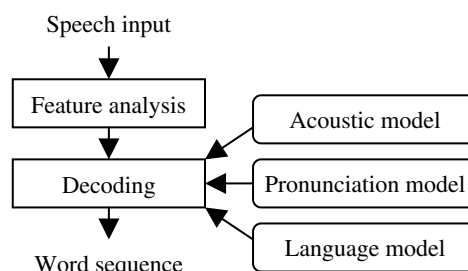 Speech input
Feature analysis
Acoustic model
Decoding
Pronunciation model
Language model
Word sequence